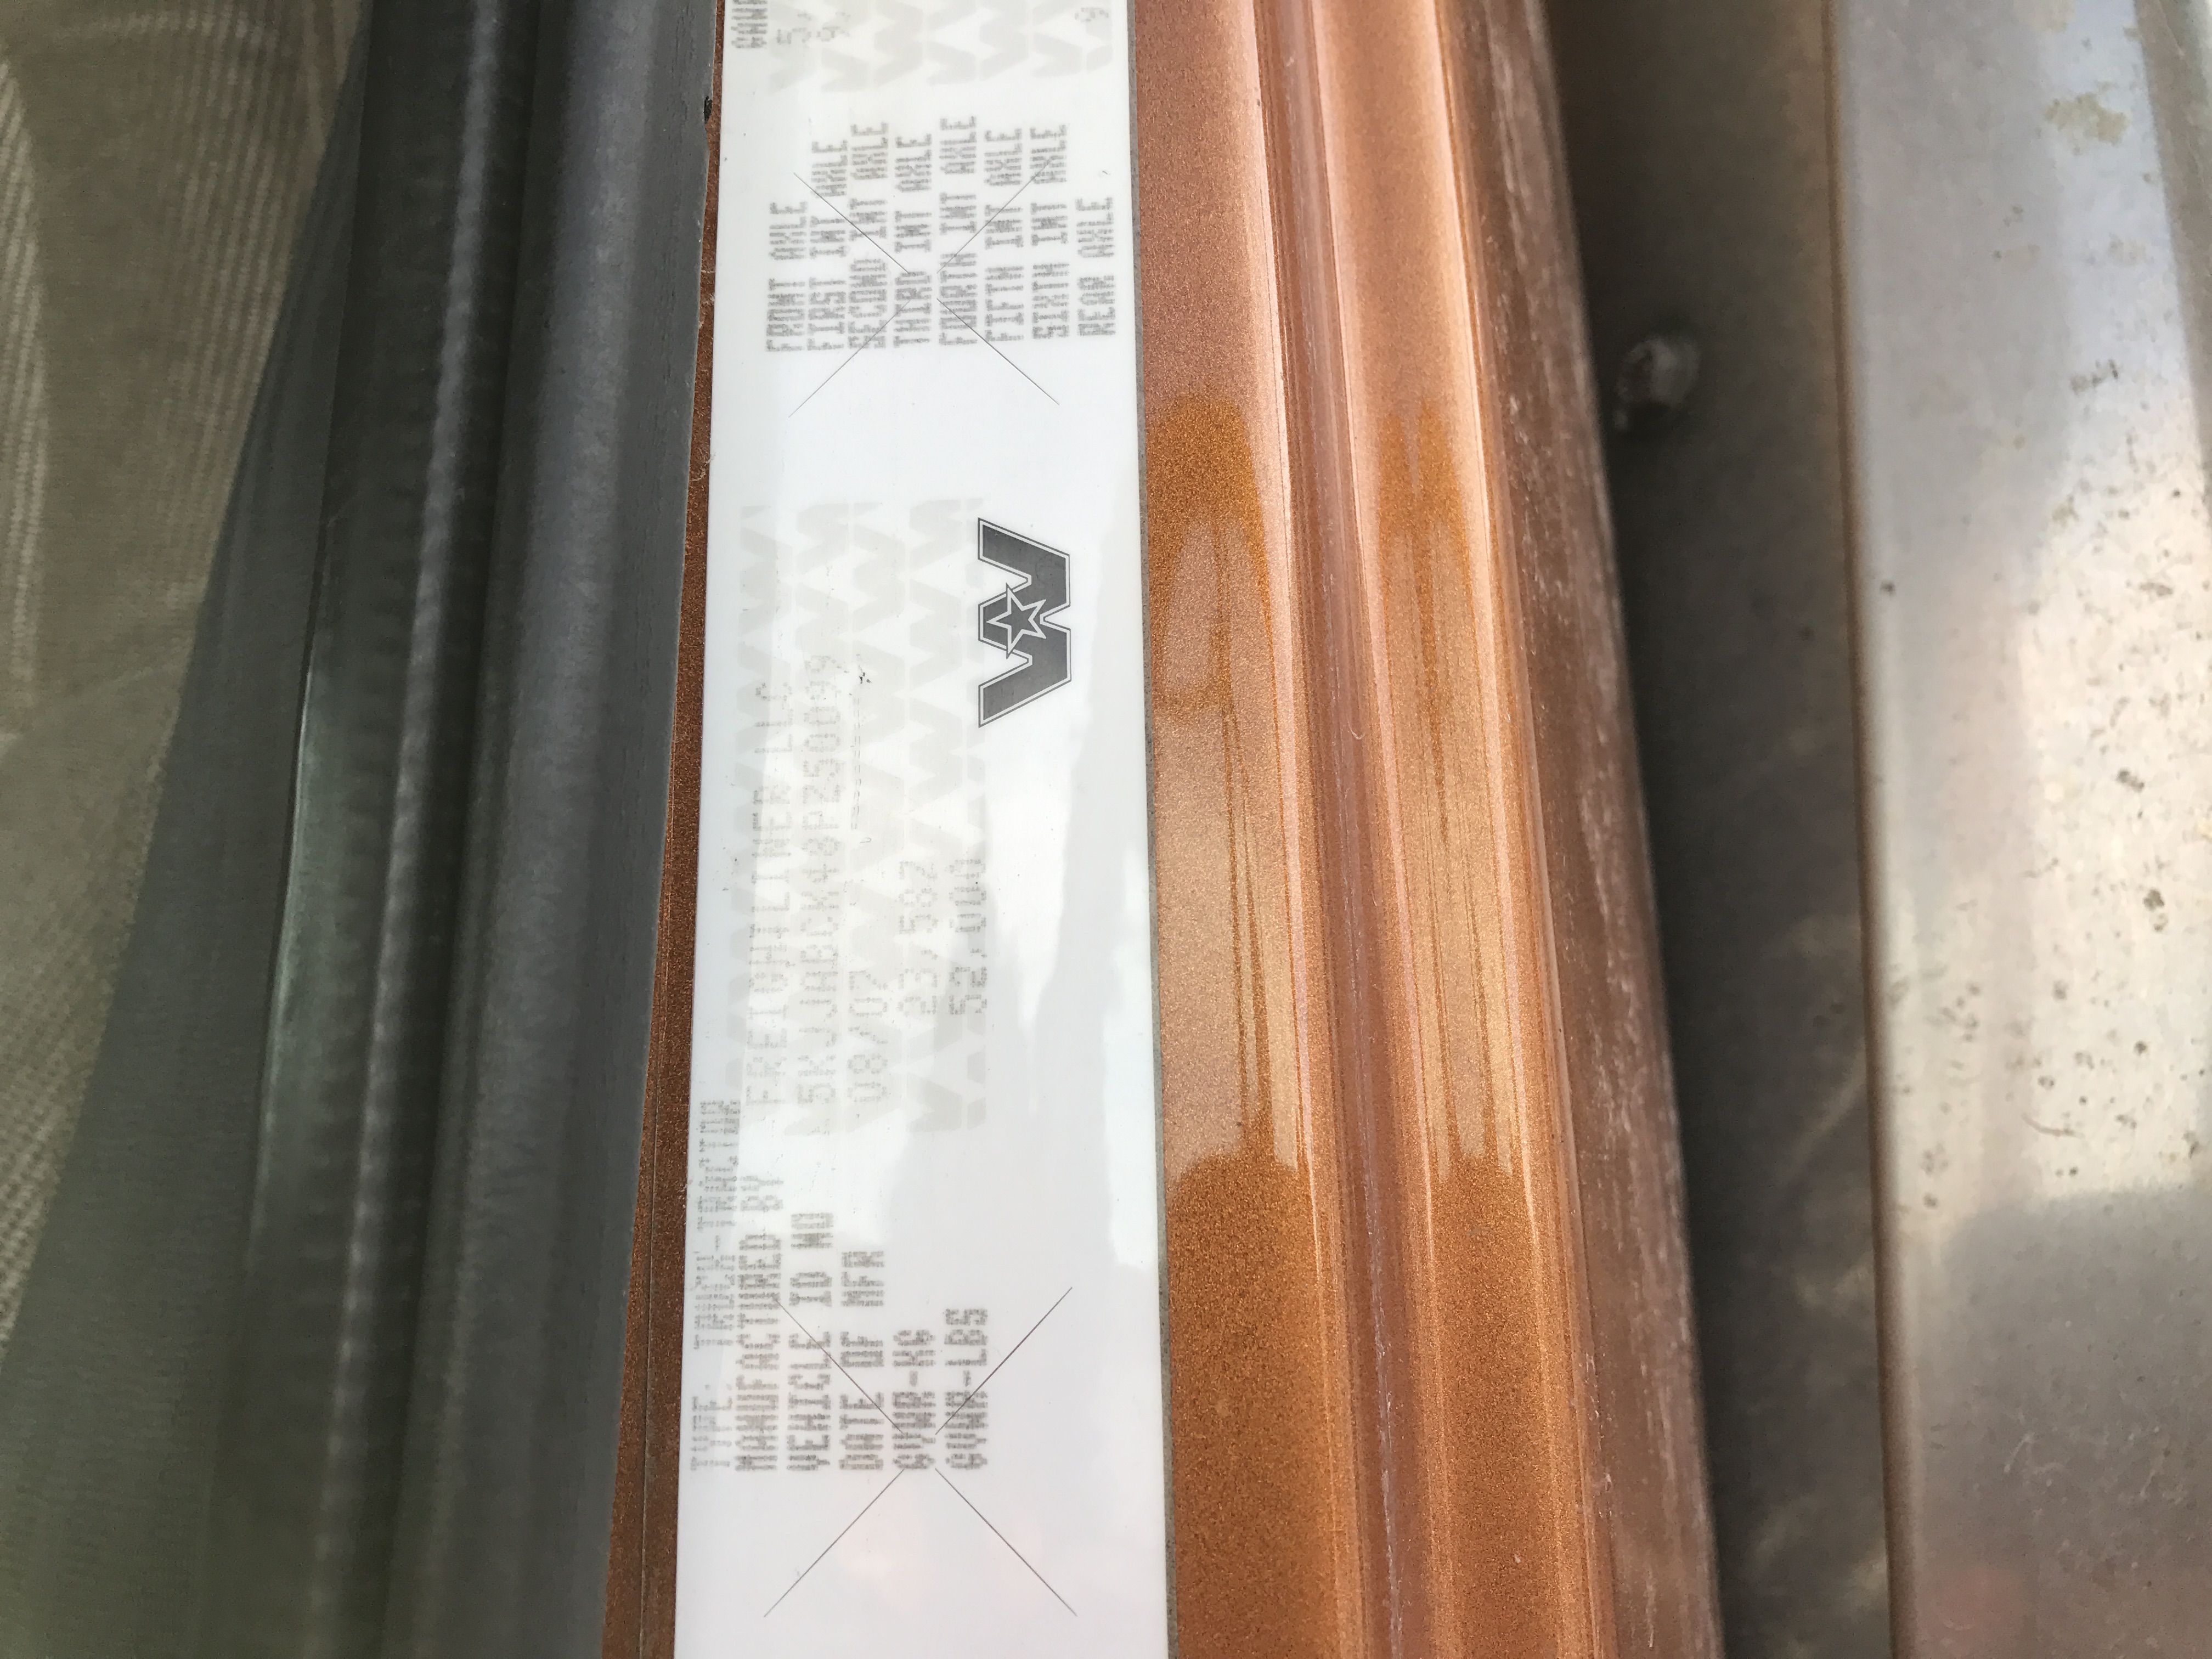 TYPE TRUCK-TRACTOR
MANUFACTURED BY FREIGHTLINER LLC
VEHICLE ID NO
DATE OF MFR 08/07
GVWR-KG 23,587
GVWR-LBS 52,000
FRONT AXLE
FIRST INT AXLE
SECOND INT AXLE
THIRD INT AXLE
FOURTH INT AXLE
FIFTH INT AXLE
SIXTH INT AXLE
REAR AXLE